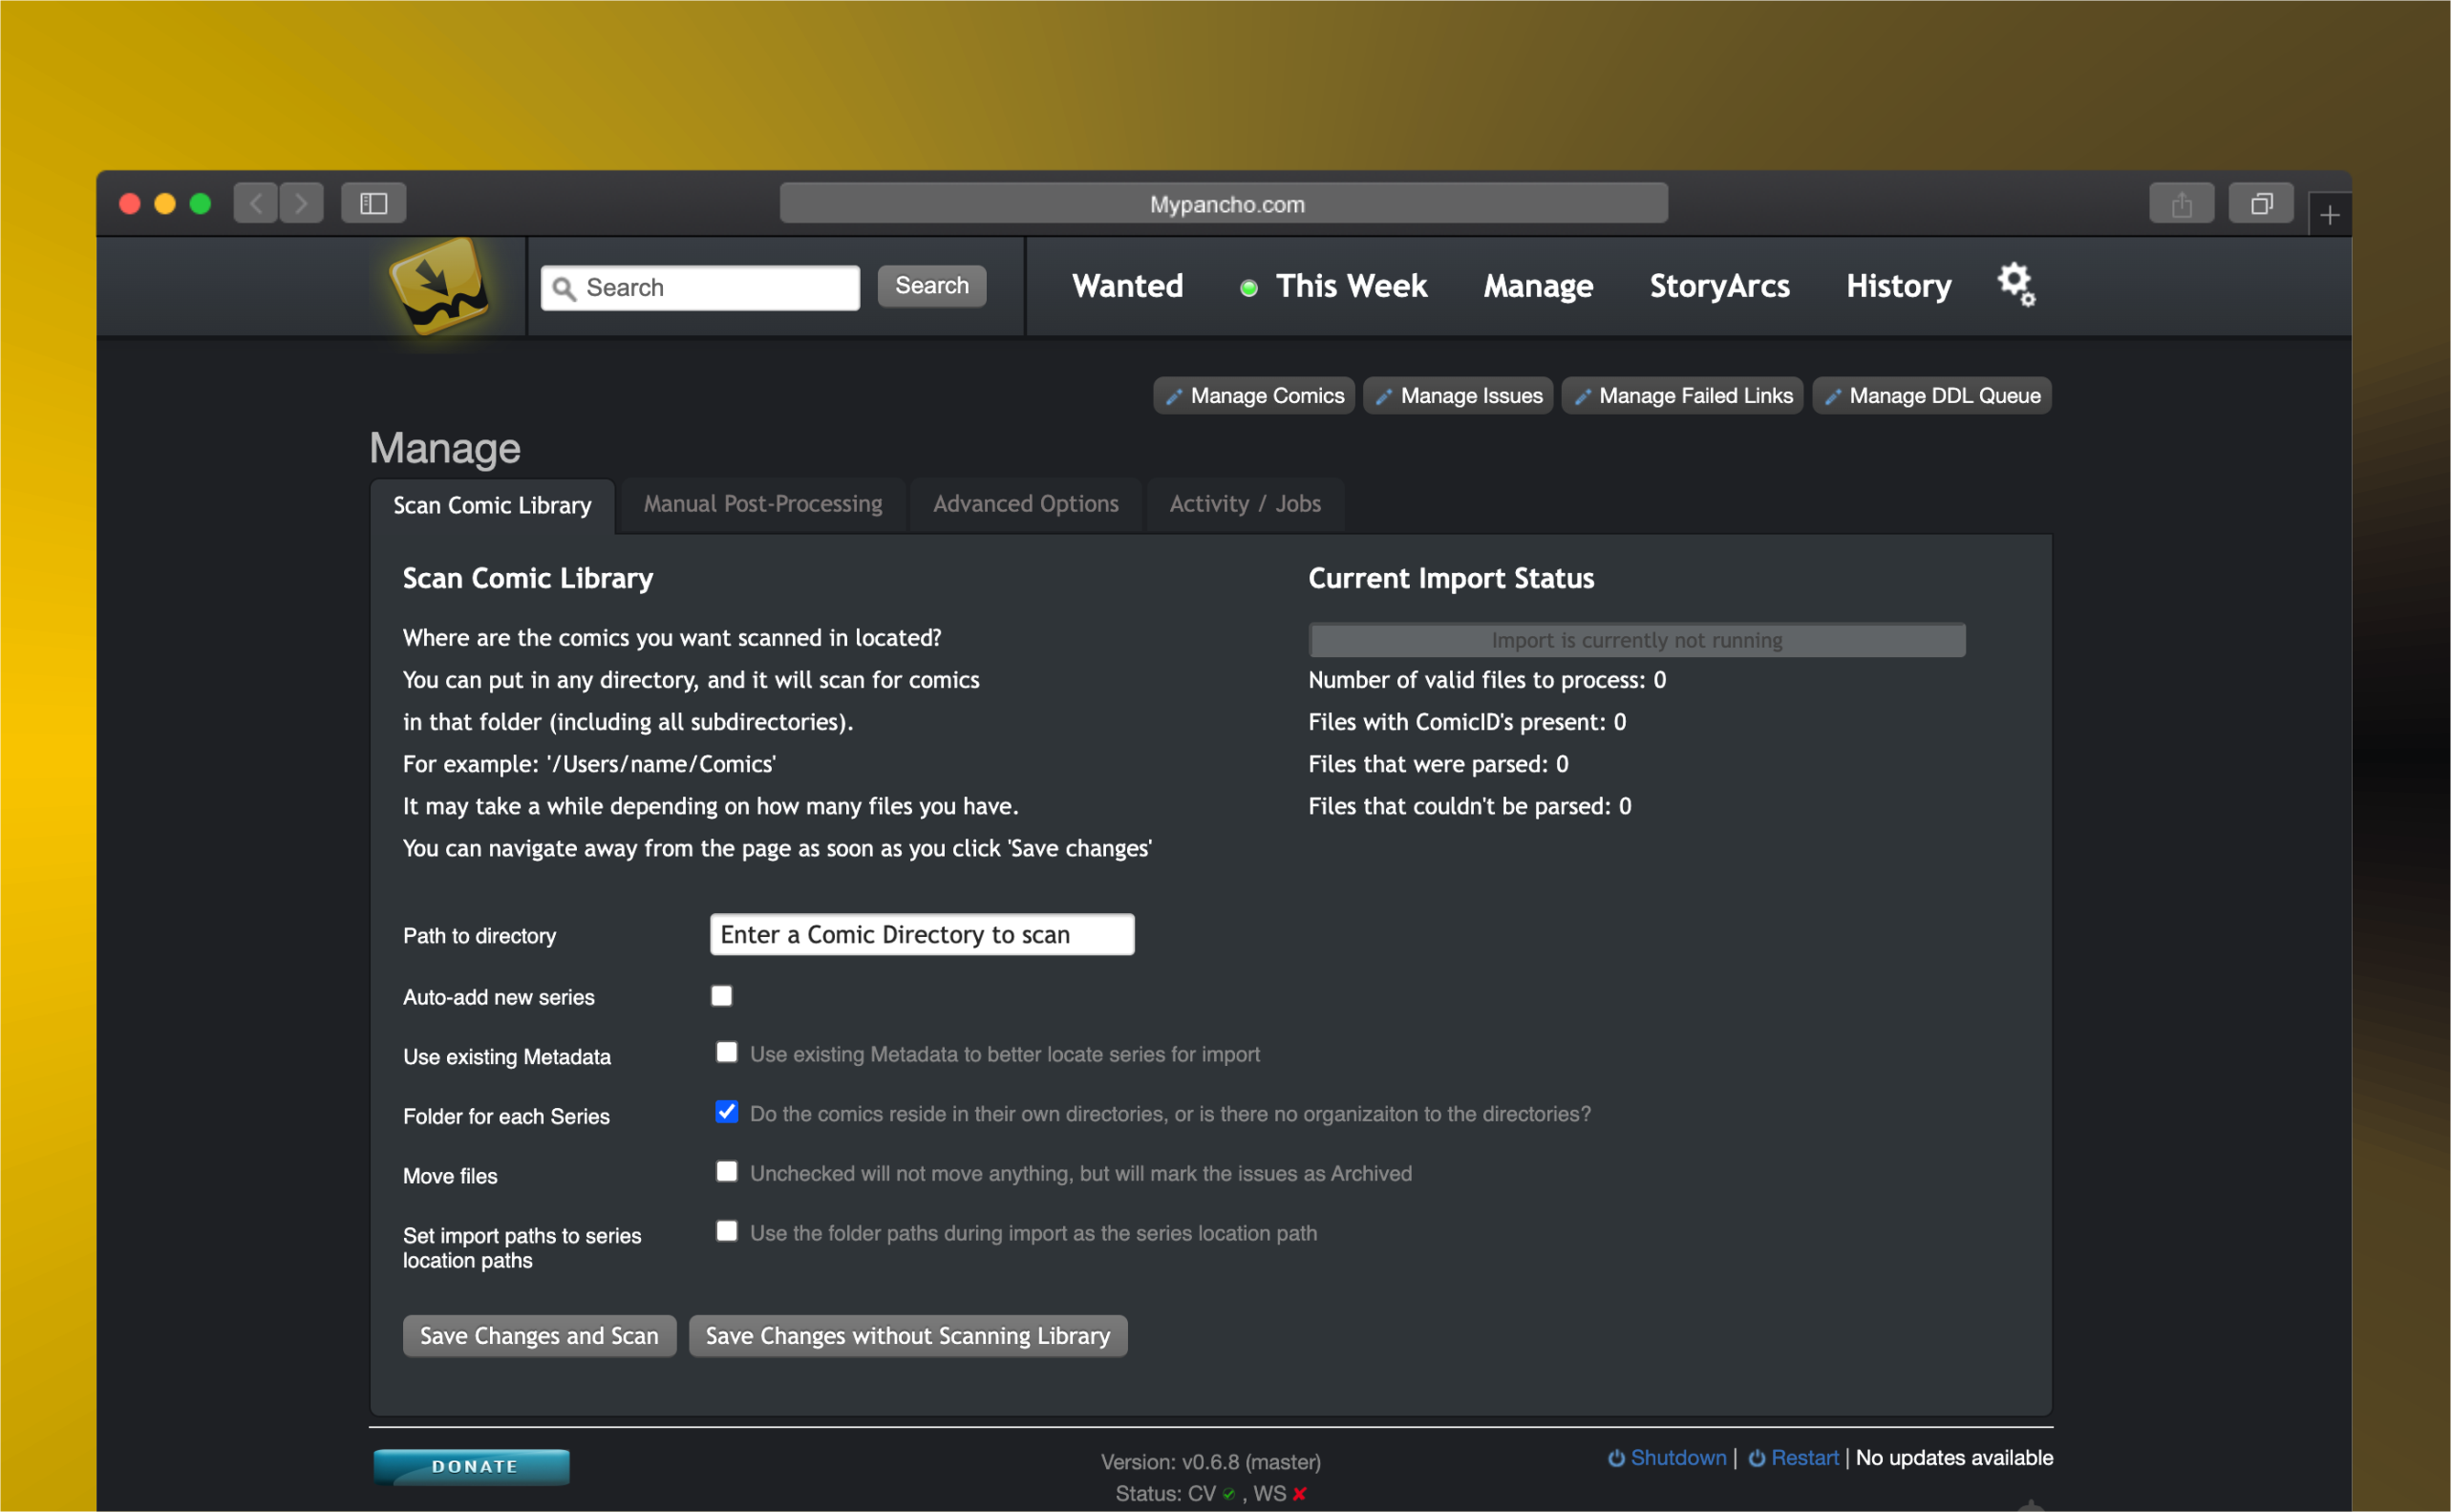 Mypancho.com
Search
Search
Wanted
This Week
Manage
StoryArcs
History
Manage Comics
Manage Issues
Manage Failed Links
Manage DDL Queue
Manage
Scan Comic Library
Manual Post-Processing
Advanced Options
Activity / Jobs
Scan Comic Library
Where are the comics you want scanned in located?
You can put in any directory, and it will scan for comics
in that folder (including all subdirectories).
For example: '/Users/name/Comics'
It may take a while depending on how many files you have.
You can navigate away from the page as soon as you click 'Save changes'
Current Import Status
Import is currently not running
Number of valid files to process: 0
Files with ComicID's present: 0
Files that were parsed: 0
Files that couldn't be parsed: 0
Path to directory
Enter a Comic Directory to scan
Auto-add new series
Use existing Metadata
Use existing Metadata to better locate series for import
Folder for each Series
Do the comics reside in their own directories, or is there no organizaiton to the directories?
Move files
Unchecked will not move anything, but will mark the issues as Archived
Set import paths to series
location paths
Use the folder paths during import as the series location path
Save Changes and Scan
Save Changes without Scanning Library
DONATE
Version: v0.6.8 (master)
Status: CV , WS
Shutdown | Restart | No updates available